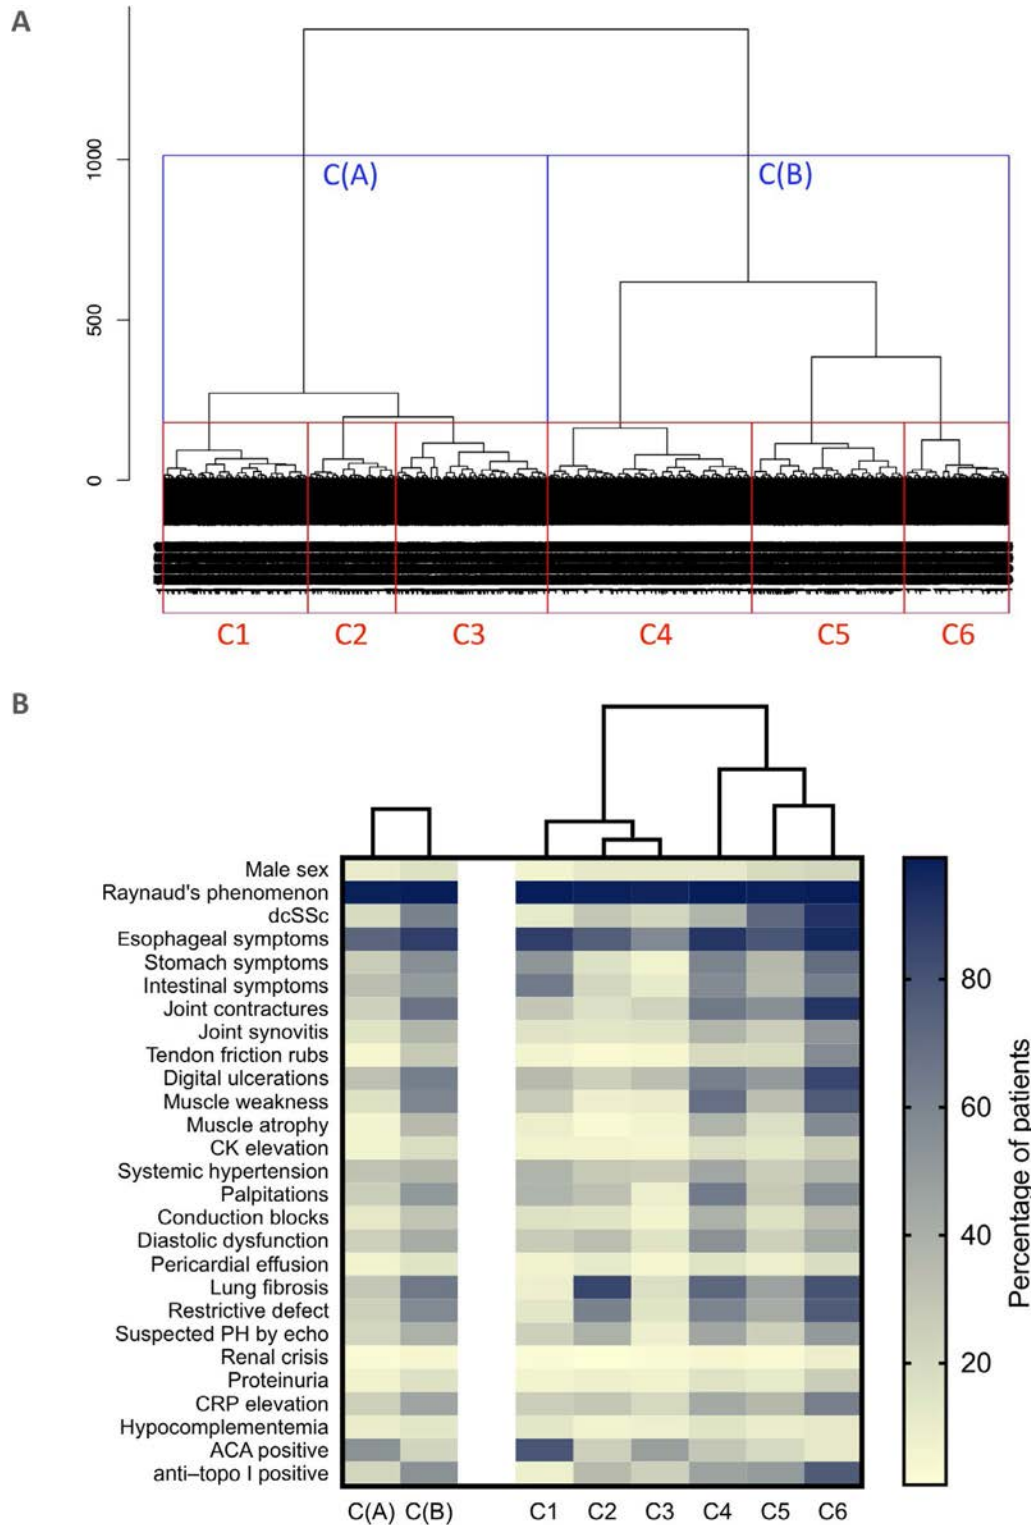 A
1000
500
0
C(A)
C(B)
C1
C2
C3
C4
C5
C6
B
Male sex
Raynaud's phenomenon
dcSSc
Esophageal symptoms
Stomach symptoms
Intestinal symptoms
Joint contractures
Joint synovitis
Tendon friction rubs
Digital ulcerations
Muscle weakness
Muscle atrophy
CK elevation
Systemic hypertension
Palpitations
Conduction blocks
Diastolic dysfunction
Pericardial effusion
Lung fibrosis
Restrictive defect
Suspected PH by echo
Renal crisis
Proteinuria
CRP elevation
Hypocomplementemia
ACA positive
anti–topo I positive
C(A)
C(B)
C1
C2
C3
C4
C5
C6
80
60
40
20
Percentage of patients